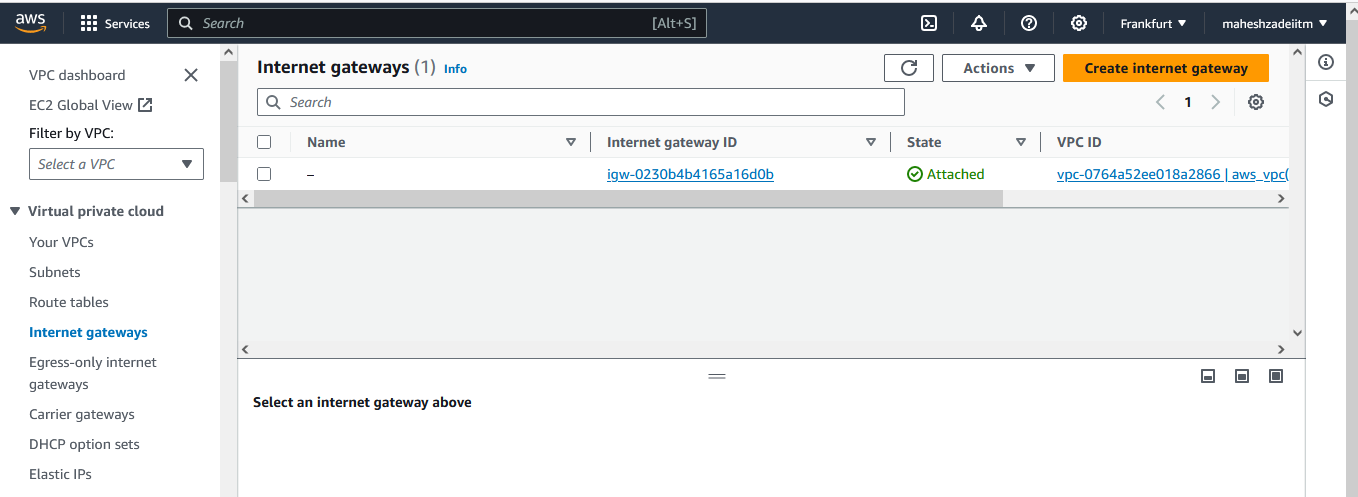 aws Services Search [Alt+S] Frankfurt maheshzadeiitm
VPC dashboard
EC2 Global View
Filter by VPC:
Select a VPC
Virtual private cloud
Your VPCs
Subnets
Route tables
Internet gateways
Egress-only internet
gateways
Carrier gateways
DHCP option sets
Elastic IPs
Internet gateways (1) Info Actions Create internet gateway
Search 1
Name Internet gateway ID State VPC ID
– igw-0230b4b4165a16d0b Attached vpc-0764a52ee018a2866 | aws_vpc(
Select an internet gateway above